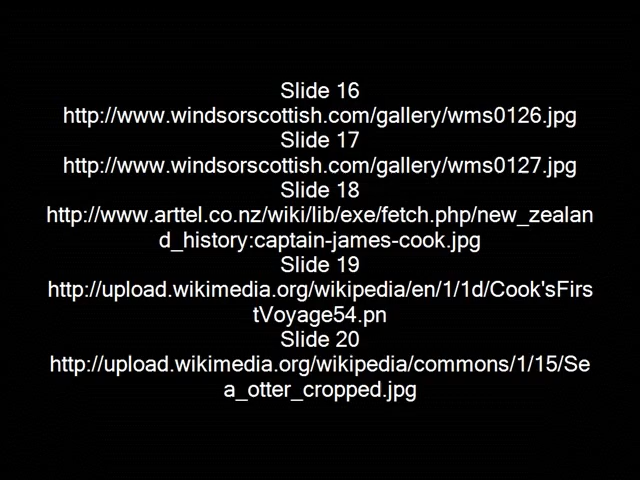 Slide 16
http://www.windsorscottish.com/gallery/wms0126.jpg
Slide 17
http://www.windsorscottish.com/gallery/wms0127.jpg
Slide 18
http://www.arttel.co.nz/wiki/lib/exe/fetch.php/new_zealan
d_history:captain-james-cook.jpg
Slide 19
http://upload.wikimedia.org/wikipedia/en/1/1d/Cook'sFirs
tVoyage54.pn
Slide 20
http://upload.wikimedia.org/wikipedia/commons/1/15/Se
a_otter_cropped.jpg